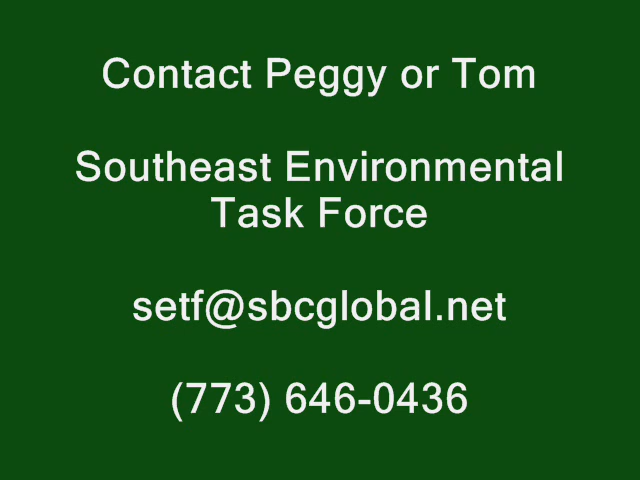 Contact Peggy or Tom
Southeast Environmental
Task Force
setf@sbcglobal.net
(773) 646-0436